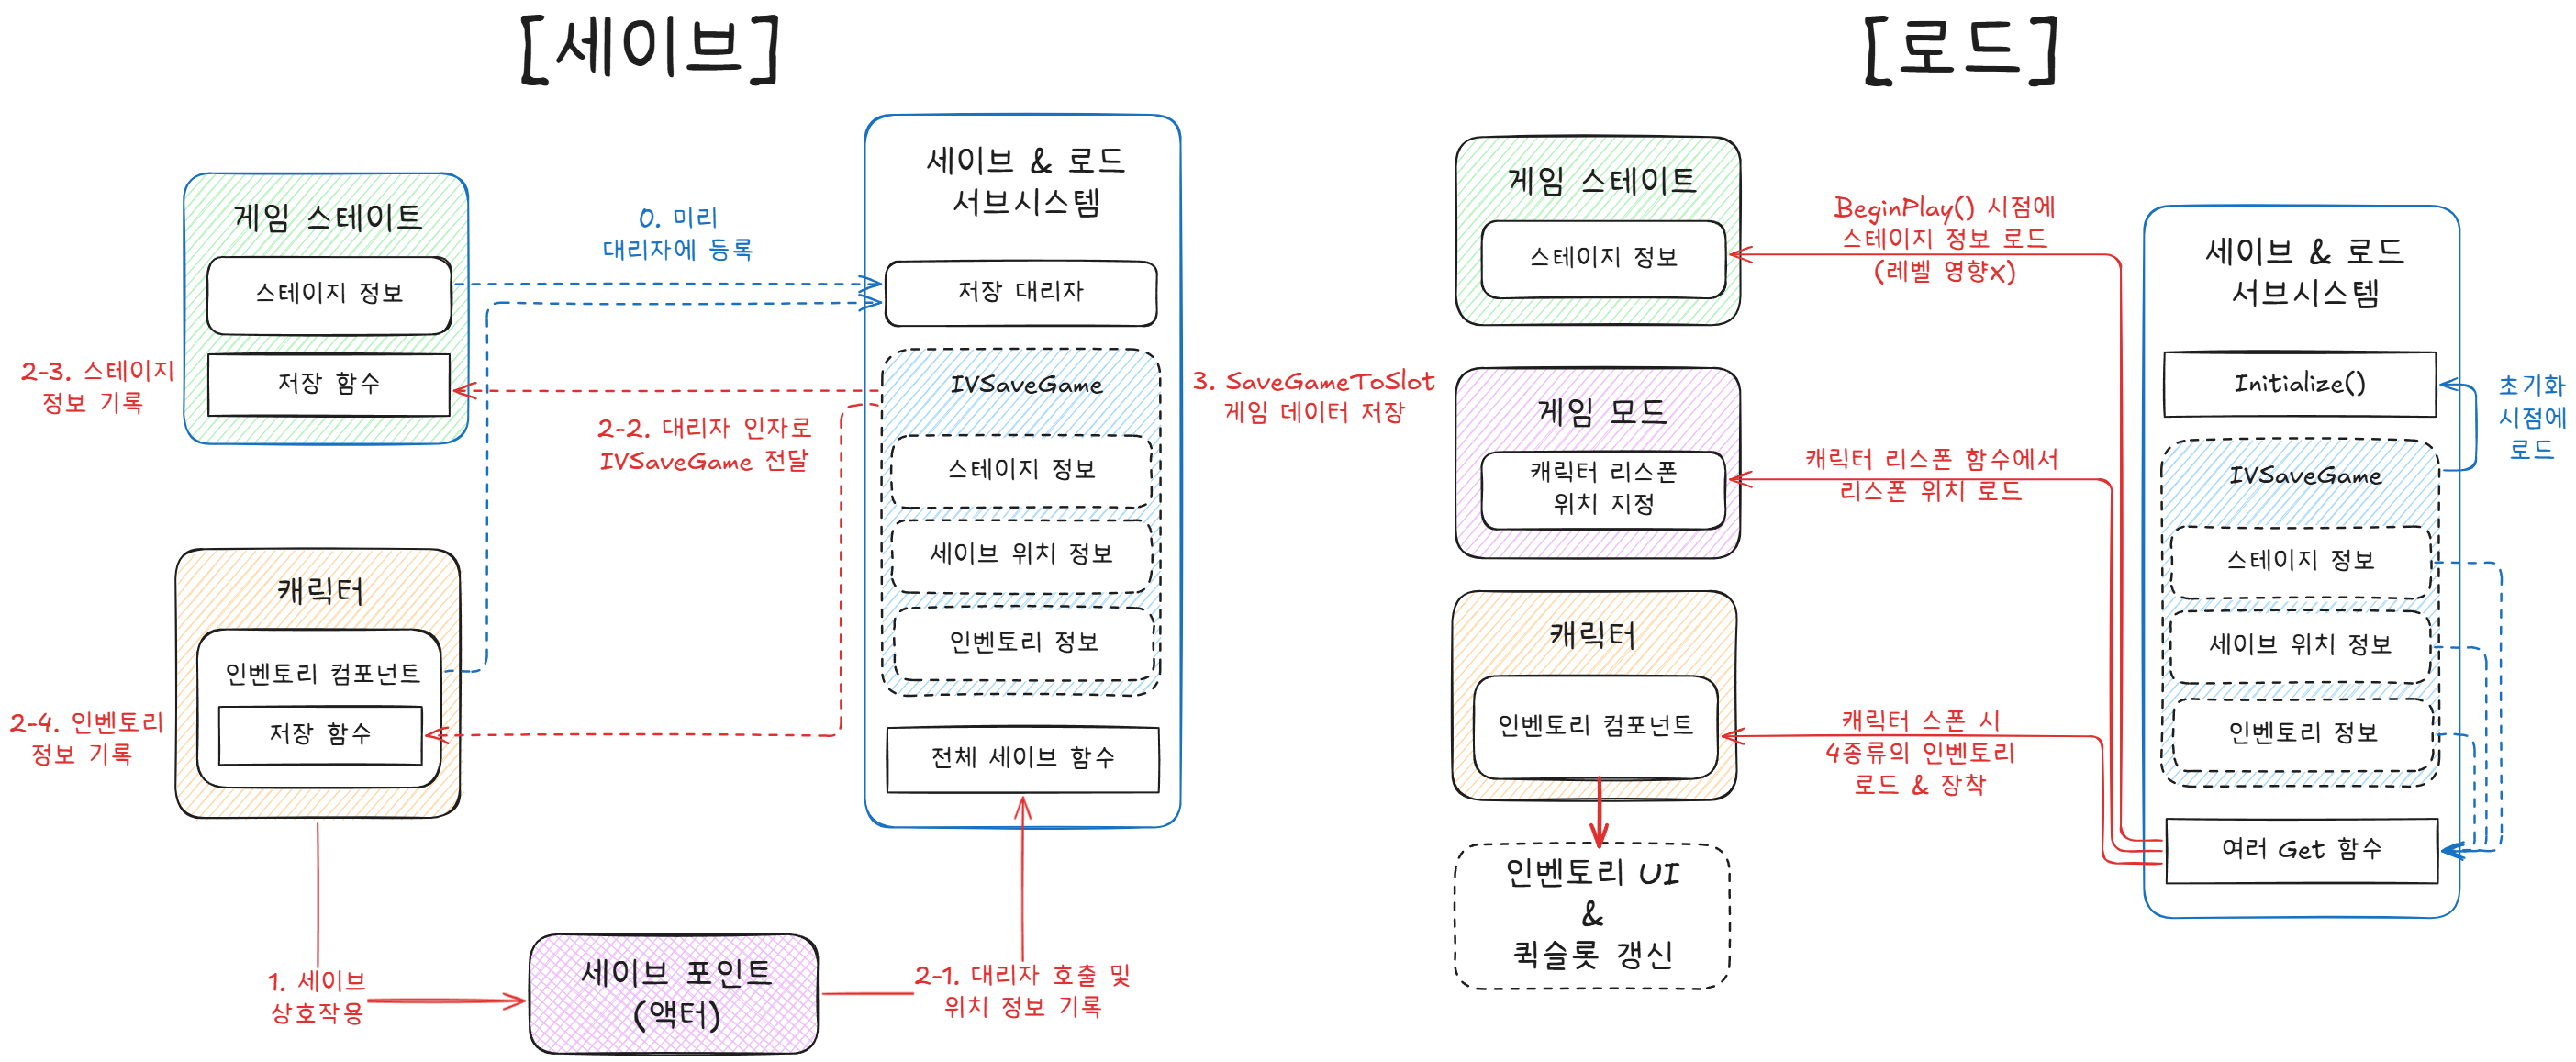 [세이브]
게임 스테이트
스테이지 정보
저장 함수
2-3. 스테이지
정보 기록
0. 미리
대리자에 등록
2-2. 대리자 인자로
IVSaveGame 전달
캐릭터
인벤토리 컴포넌트
저장 함수
2-4. 인벤토리
정보 기록
1. 세이브
상호작용
세이브 포인트
(액터)
2-1. 대리자 호출 및
위치 정보 기록
세이브 & 로드
서브시스템
저장 대리자
IVSaveGame
스테이지 정보
세이브 위치 정보
인벤토리 정보
전체 세이브 함수
3. SaveGameToSlot
게임 데이터 저장
[로드]
게임 스테이트
스테이지 정보
BeginPlay() 시점에
스테이지 정보 로드
(레벨 영향x)
게임 모드
캐릭터 리스폰
위치 지정
캐릭터 리스폰 함수에서
리스폰 위치 로드
캐릭터
인벤토리 컴포넌트
캐릭터 스폰 시
4종류의 인벤토리
로드 & 장착
인벤토리 UI
&
퀵슬롯 갱신
세이브 & 로드
서브시스템
Initialize()
초기화
시점에
로드
IVSaveGame
스테이지 정보
세이브 위치 정보
인벤토리 정보
여러 Get 함수